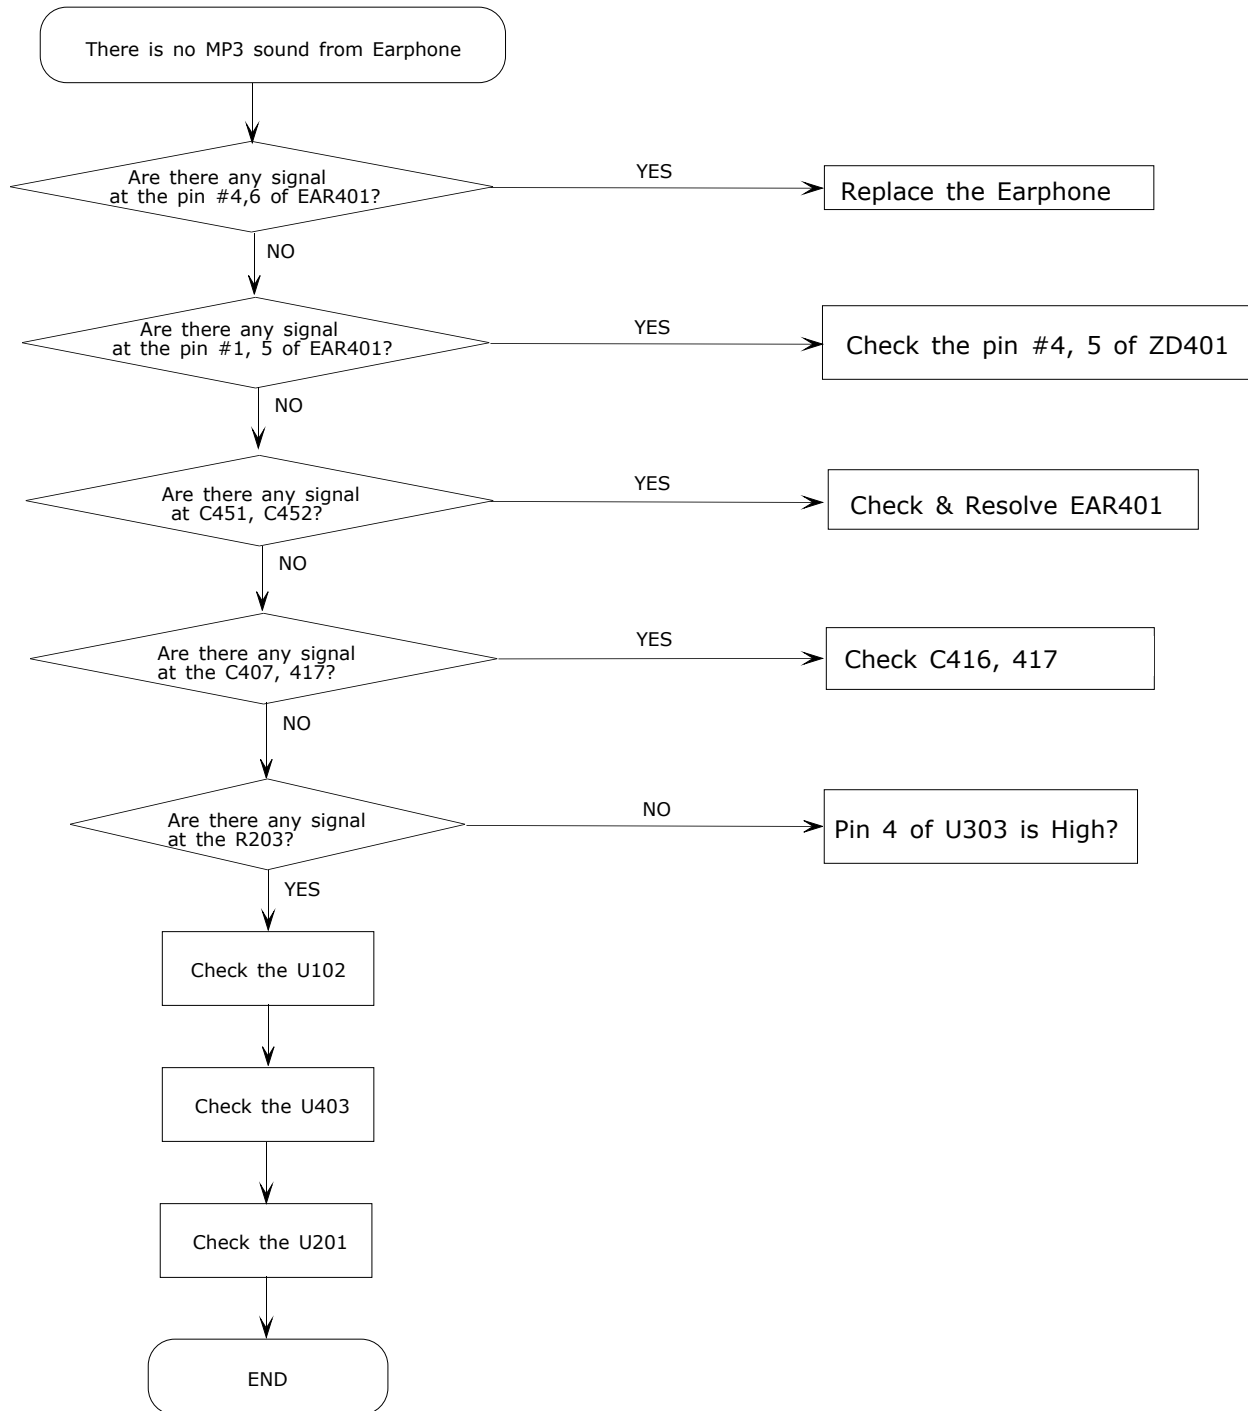 There is no MP3 sound from Earphone
Are there any signal
at the pin #4,6 of EAR401?
YES
Replace the Earphone
NO
Are there any signal
at the pin #1, 5 of EAR401?
YES
Check the pin #4, 5 of ZD401
NO
Are there any signal
at C451, C452?
YES
Check & Resolve EAR401
NO
Are there any signal
at the C407, 417?
YES
Check C416, 417
NO
Are there any signal
at the R203?
NO
Pin 4 of U303 is High?
YES
Check the U102
Check the U403
Check the U201
END